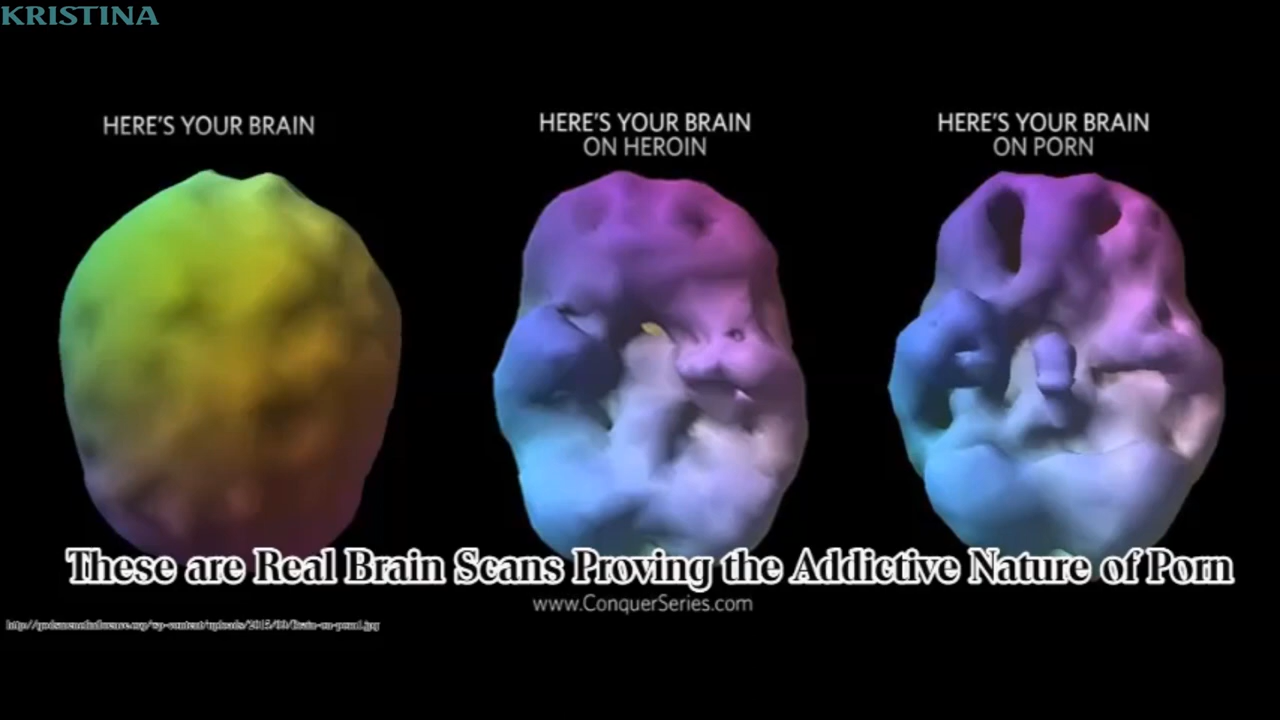 KRISTINA
HERE'S YOUR BRAIN
HERE'S YOUR BRAIN
ON HEROIN
HERE'S YOUR BRAIN
ON PORN
These are Real Brain Scans Proving the Addictive Nature of Porn
www.ConquerSeries.com